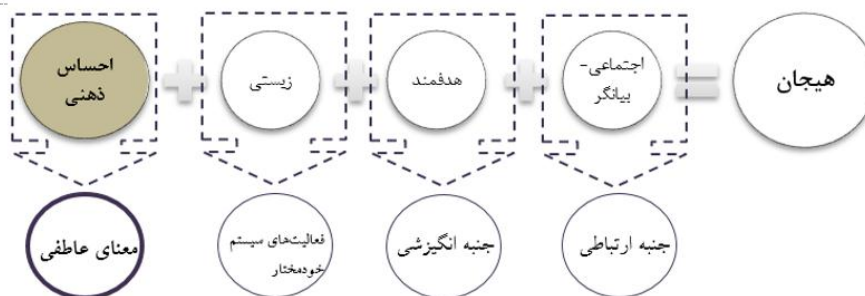 احساس
ذهنی
زیستی
هدفمند
اجتماعی-
بیانگر
هیجان
معنای عاطفی
فعالیت‌های سیستم
خودمختار
جنبه انگیزشی
جنبه ارتباطی